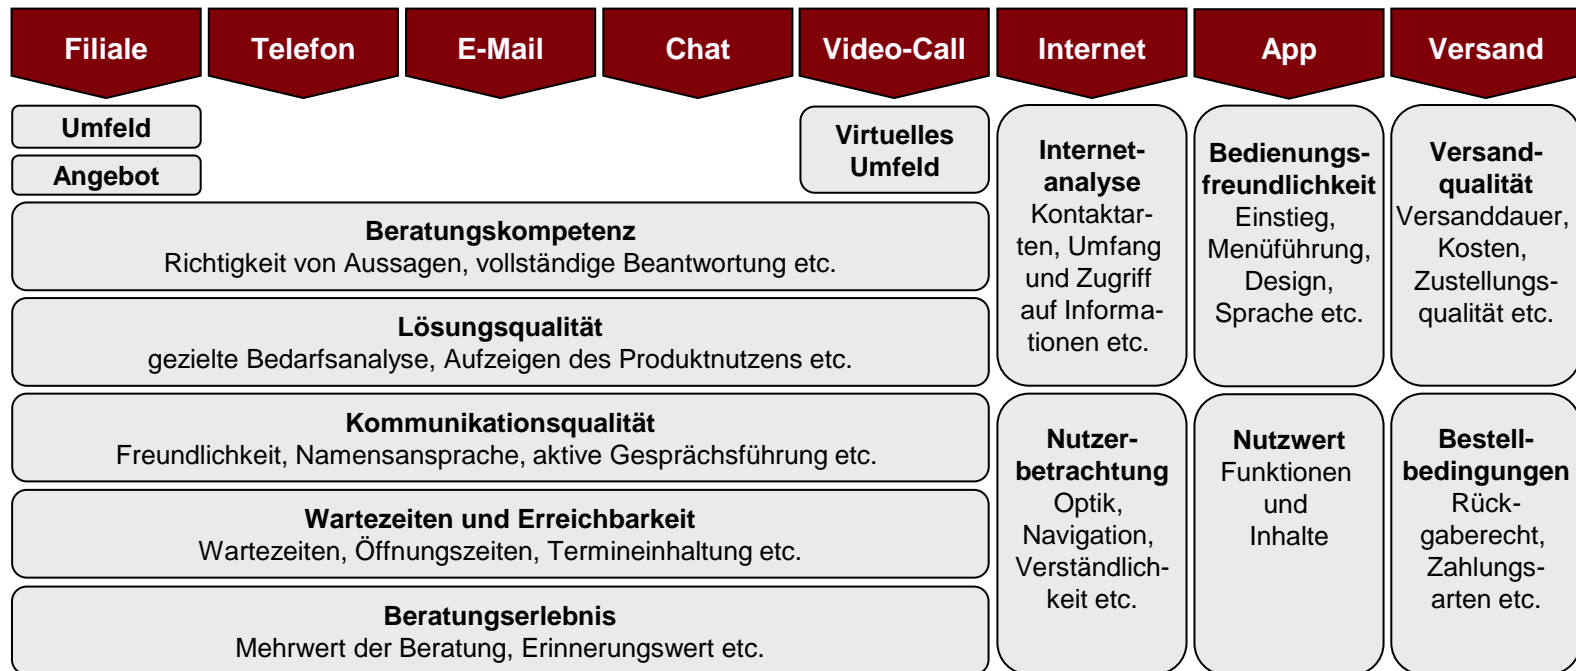 Filiale
Telefon
E-Mail
Chat
Video-Call
Internet
App
Versand
Umfeld
Angebot
Virtuelles
Umfeld
Beratungskompetenz
Richtigkeit von Aussagen, vollständige Beantwortung etc.
Lösungsqualität
gezielte Bedarfsanalyse, Aufzeigen des Produktnutzens etc.
Kommunikationsqualität
Freundlichkeit, Namensansprache, aktive Gesprächsführung etc.
Wartezeiten und Erreichbarkeit
Wartezeiten, Öffnungszeiten, Termineinhaltung etc.
Beratungserlebnis
Mehrwert der Beratung, Erinnerungswert etc.
Internet-
analyse
Kontaktar-
ten, Umfang
und Zugriff
auf Informa-
tionen etc.
Nutzer-
betrachtung
Optik,
Navigation,
Verständlich-
keit etc.
Bedienungs-
freundlichkeit
Einstieg,
Menüführung,
Design,
Sprache etc.
Nutzwert
Funktionen
und
Inhalte
Versand-
qualität
Versanddauer,
Kosten,
Zustellungs-
qualität etc.
Bestell-
bedingungen
Rück-
gaberecht,
Zahlungs-
arten etc.